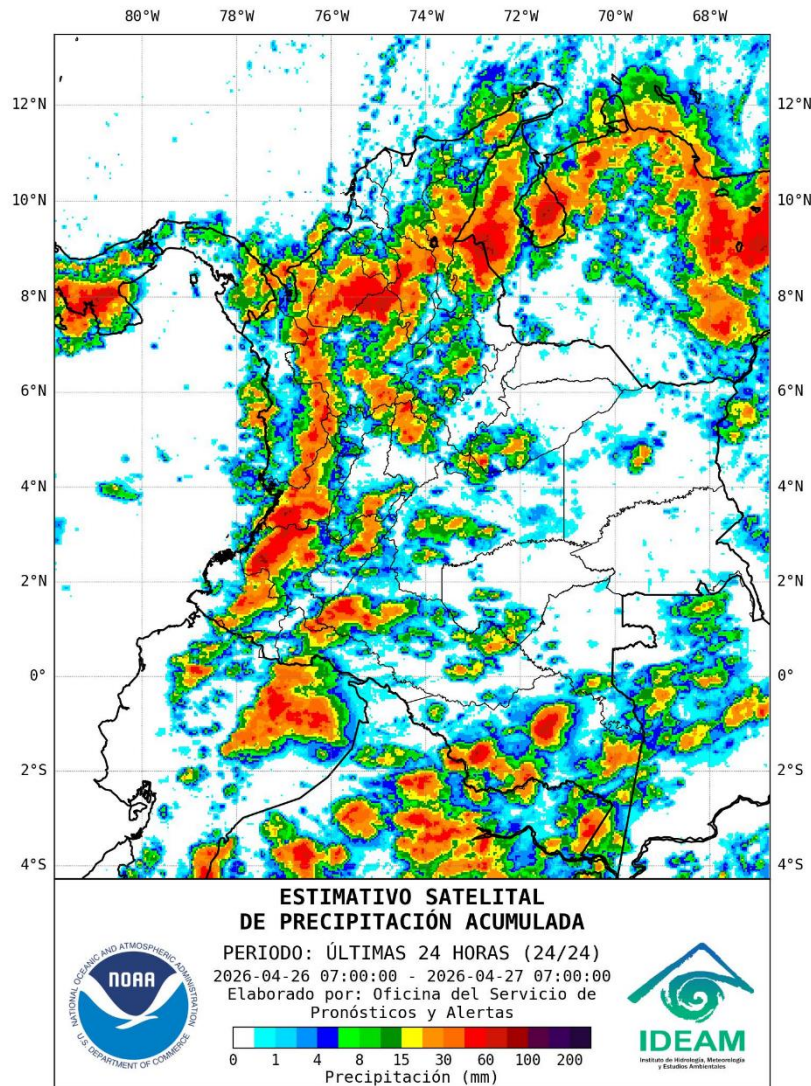 80°W 78°W 76°W 74°W 72°W 70°W 68°W
12°N 12°N
10°N 10°N
8°N 8°N
6°N 6°N
4°N 4°N
2°N 2°N
0° 0°
2°S 2°S
4°S 4°S
ESTIMATIVO SATELITAL
DE PRECIPITACIÓN ACUMULADA
PERIODO: ÚLTIMAS 24 HORAS (24/24)
2026-04-26 07:00:00 - 2026-04-27 07:00:00
Elaborado por: Oficina del Servicio de
Pronósticos y Alertas
0 1 4 8 15 30 60 100 200
Precipitación (mm)
NATIONAL OCEANIC AND ATMOSPHERIC ADMINISTRATION
NOAA
U.S. DEPARTMENT OF COMMERCE
IDEAM
Instituto de Hidrología, Meteorología
y Estudios Ambientales